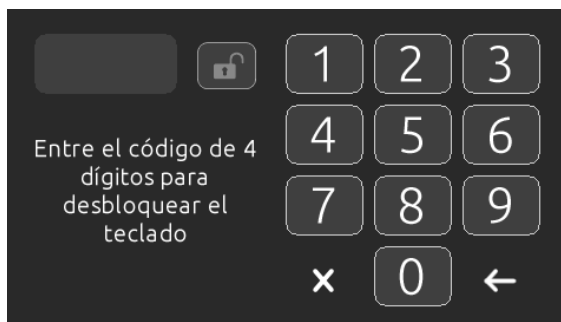 1 2 3
4 5 6
7 8 9
0
Entre el código de 4
dígitos para
desbloquear el
teclado